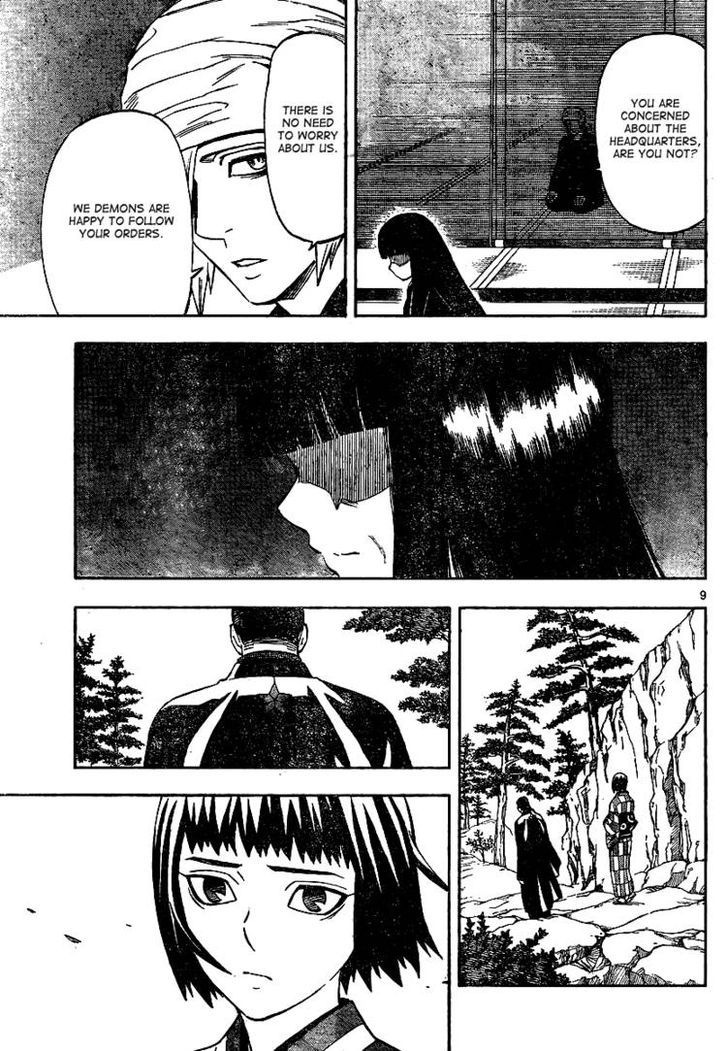 YOU ARE
CONCERNED
ABOUT THE
HEADQUARTERS,
ARE YOU NOT?
THERE IS
NO NEED
TO WORRY
ABOUT US.
WE DEMONS ARE
HAPPY TO FOLLOW
YOUR ORDERS.
9